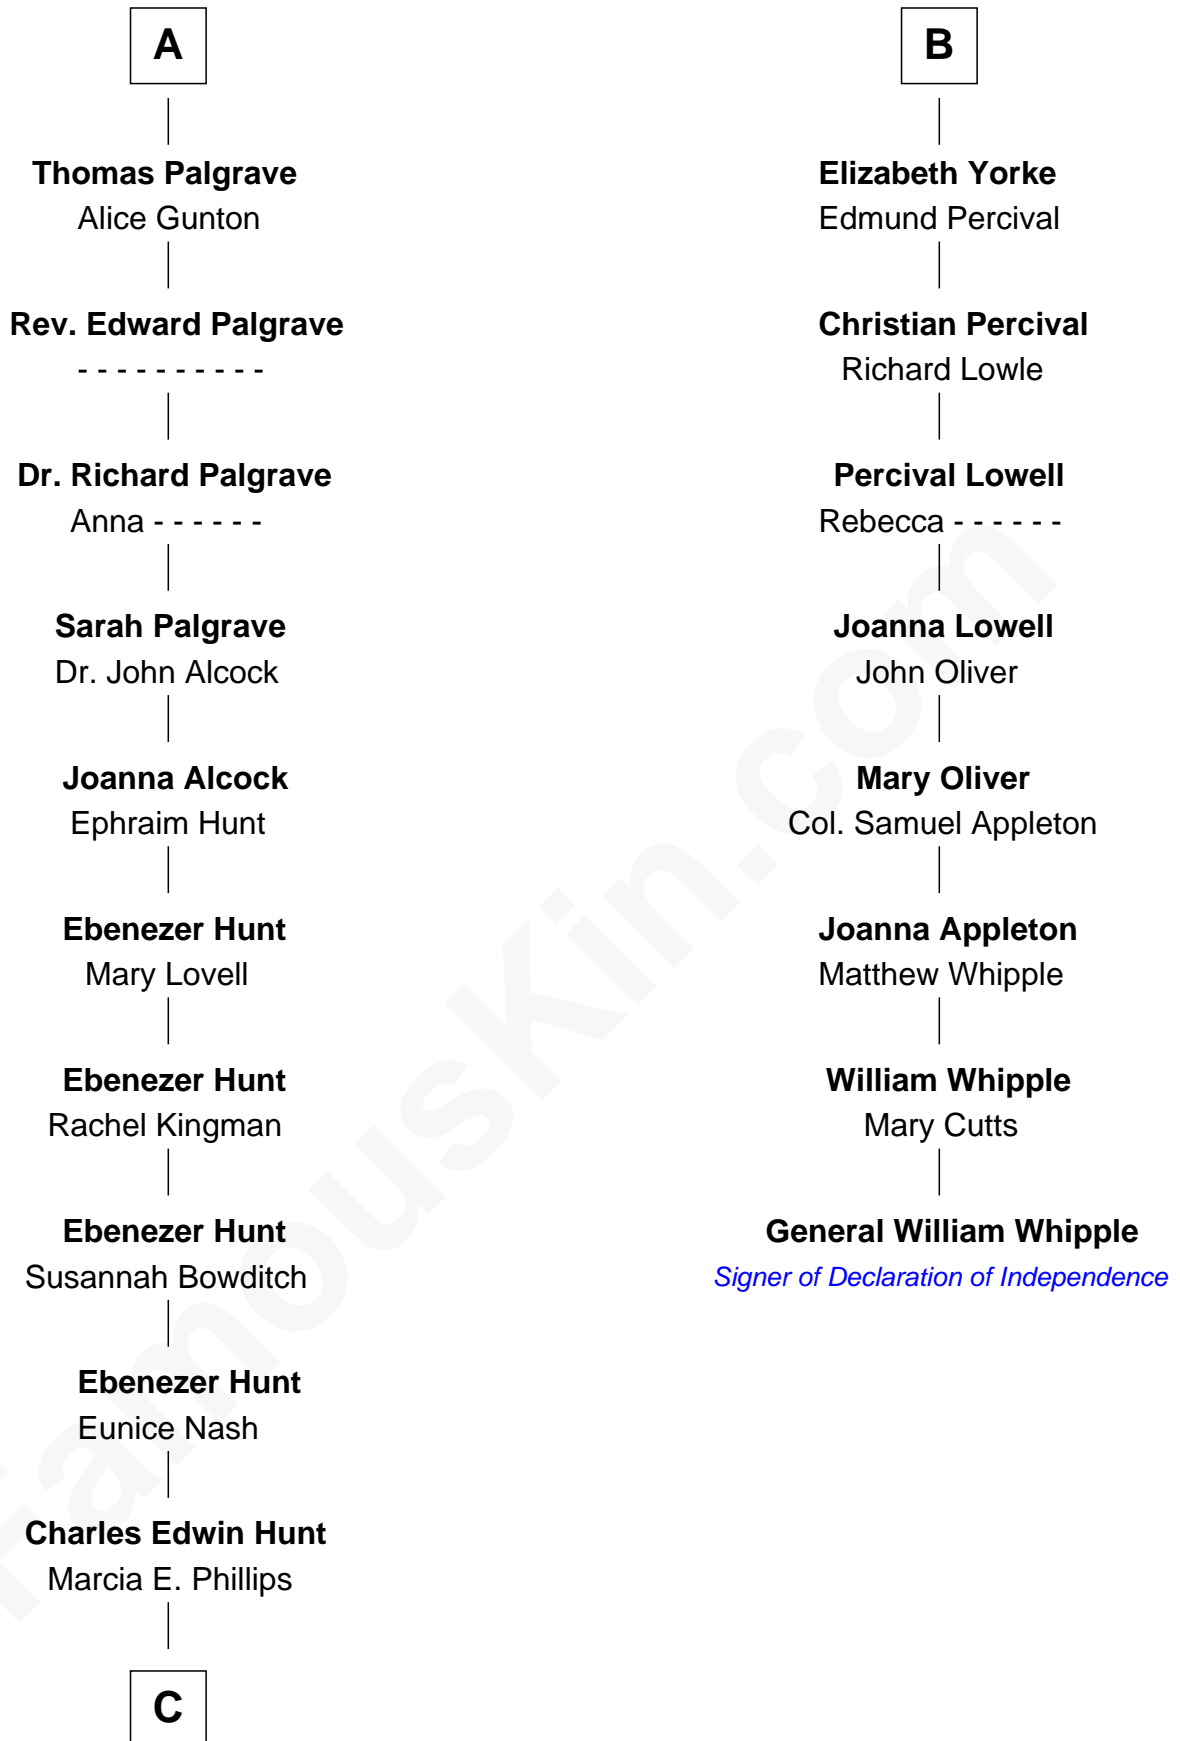 A
Thomas Palgrave
Alice Gunton
Rev. Edward Palgrave
- - - - - - - - - -
Dr. Richard Palgrave
Anna - - - - - -
Sarah Palgrave
Dr. John Alcock
Joanna Alcock
Ephraim Hunt
Ebenezer Hunt
Mary Lovell
Ebenezer Hunt
Rachel Kingman
Ebenezer Hunt
Susannah Bowditch
Ebenezer Hunt
Eunice Nash
Charles Edwin Hunt
Marcia E. Phillips
C
B
Elizabeth Yorke
Edmund Percival
Christian Percival
Richard Lowle
Percival Lowell
Rebecca - - - - - -
Joanna Lowell
John Oliver
Mary Oliver
Col. Samuel Appleton
Joanna Appleton
Matthew Whipple
William Whipple
Mary Cutts
General William Whipple
Signer of Declaration of Independence
FamousKin.com